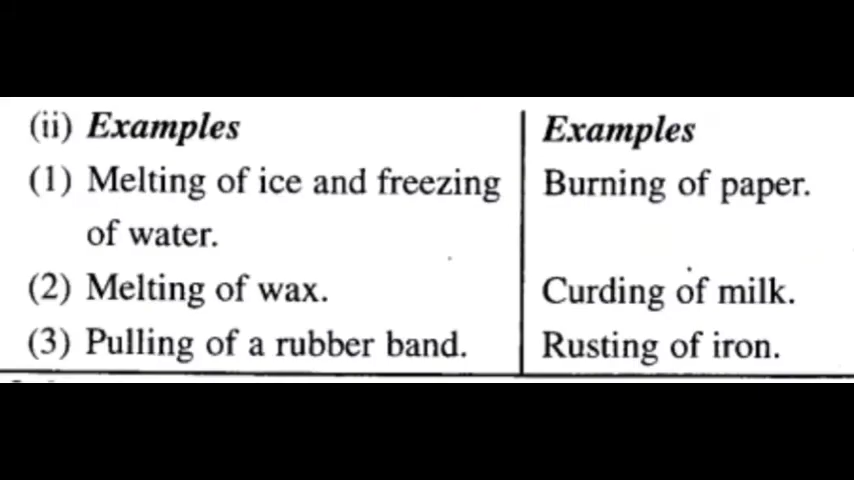 (ii) Examples
(1) Melting of ice and freezing
of water.
(2) Melting of wax.
(3) Pulling of a rubber band.
Examples
Burning of paper.
Curding of milk.
Rusting of iron.